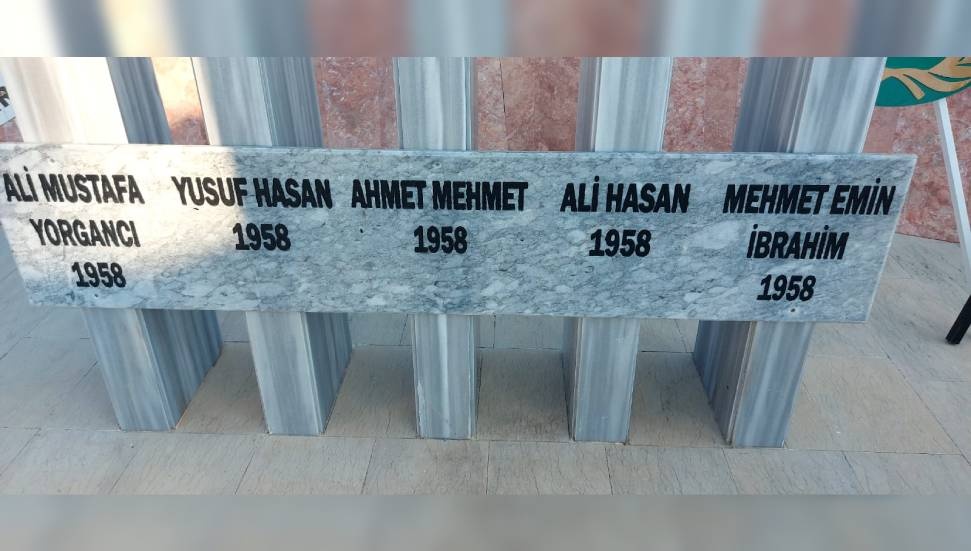 ALİ MUSTAFA
YORGANCI
1958
YUSUF HASAN
1958
AHMET MEHMET
1958
ALİ HASAN
1958
MEHMET EMİN
İBRAHİM
1958